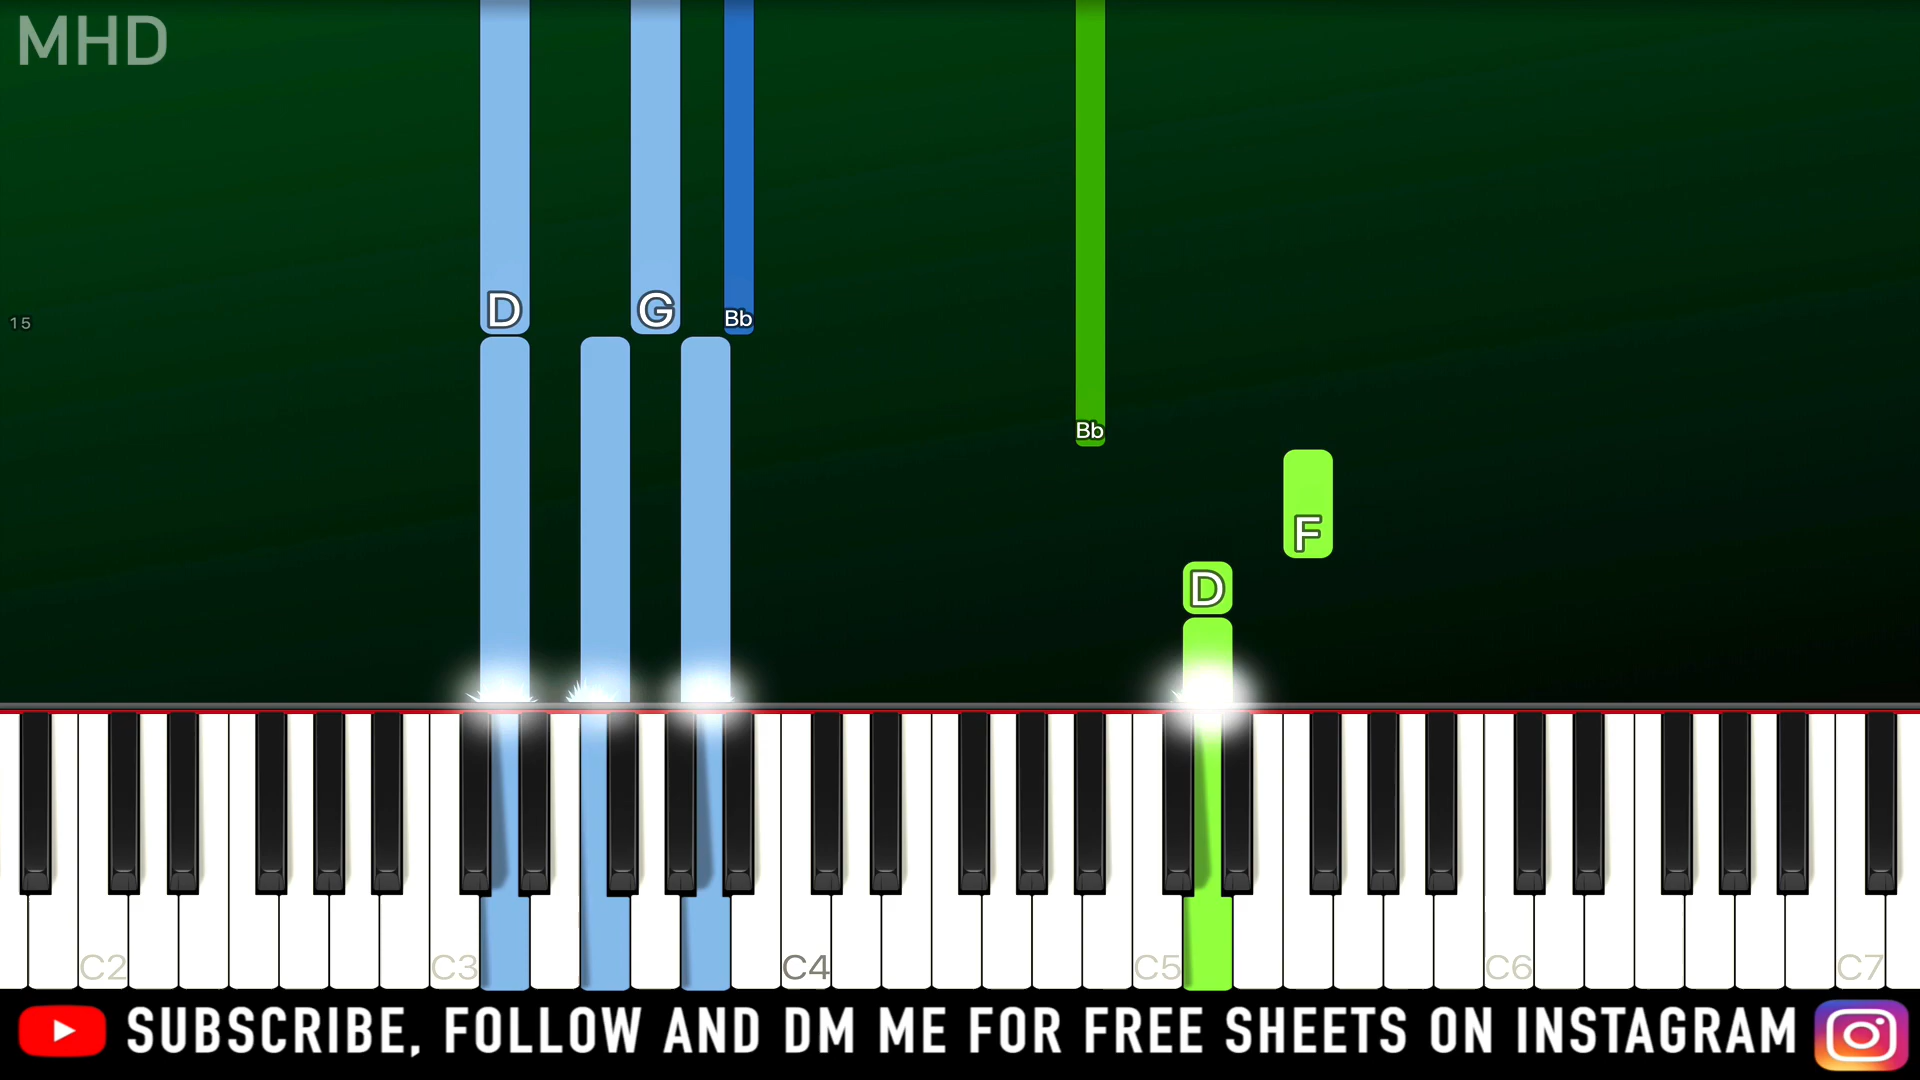 MHD
D
G
Bb
15
Bb
F
D
C2
C3
C4
C5
C6
C7
SUBSCRIBE, FOLLOW AND DM ME FOR FREE SHEETS ON INSTAGRAM